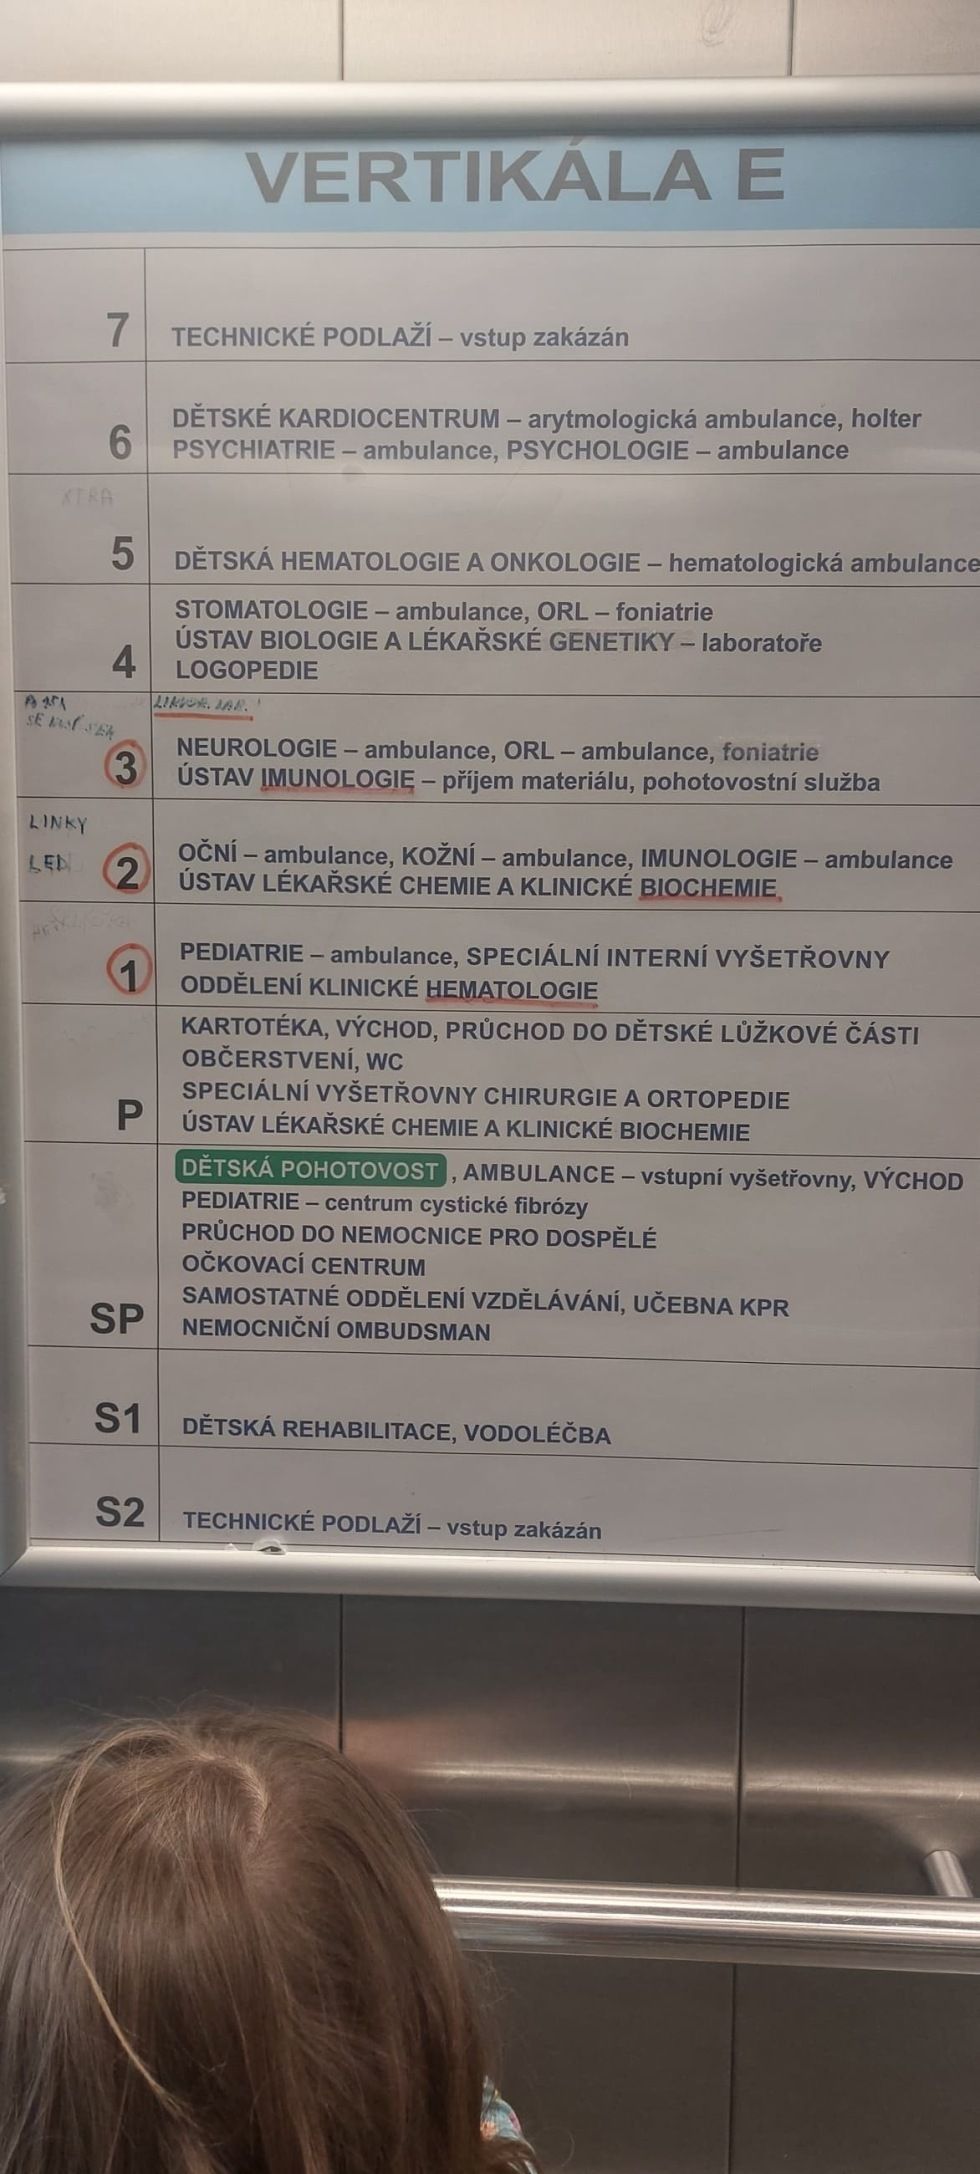 VERTIKÁLA E
7 TECHNICKÉ PODLAŽÍ – vstup zakázán
DĚTSKÉ KARDIOCENTRUM – arytmologická ambulance, holter
6 PSYCHIATRIE – ambulance, PSYCHOLOGIE – ambulance
XTRA
5 DĚTSKÁ HEMATOLOGIE A ONKOLOGIE – hematologická ambulance
STOMATOLOGIE – ambulance, ORL – foniatrie
ÚSTAV BIOLOGIE A LÉKAŘSKÉ GENETIKY – laboratoře
4 LOGOPEDIE
NEUROLOGIE – ambulance, ORL – ambulance, foniatrie
3 ÚSTAV IMUNOLOGIE – příjem materiálu, pohotovostní služba
LINKY
LED
OČNÍ – ambulance, KOŽNÍ – ambulance, IMUNOLOGIE – ambulance
2 ÚSTAV LÉKAŘSKÉ CHEMIE A KLINICKÉ BIOCHEMIE
PEDIATRIE – ambulance, SPECIÁLNÍ INTERNÍ VYŠETŘOVNY
1 ODDĚLENÍ KLINICKÉ HEMATOLOGIE
KARTOTÉKA, VÝCHOD, PRŮCHOD DO DĚTSKÉ LŮŽKOVÉ ČÁSTI
OBČERSTVENÍ, WC
SPECIÁLNÍ VYŠETŘOVNY CHIRURGIE A ORTOPEDIE
P ÚSTAV LÉKAŘSKÉ CHEMIE A KLINICKÉ BIOCHEMIE
DĚTSKÁ POHOTOVOST , AMBULANCE – vstupní vyšetřovny, VÝCHOD
PEDIATRIE – centrum cystické fibrózy
PRŮCHOD DO NEMOCNICE PRO DOSPĚLÉ
OČKOVACÍ CENTRUM
SAMOSTATNÉ ODDĚLENÍ VZDĚLÁVÁNÍ, UČEBNA KPR
SP NEMOCNIČNÍ OMBUDSMAN
S1 DĚTSKÁ REHABILITACE, VODOLÉČBA
S2 TECHNICKÉ PODLAŽÍ – vstup zakázán